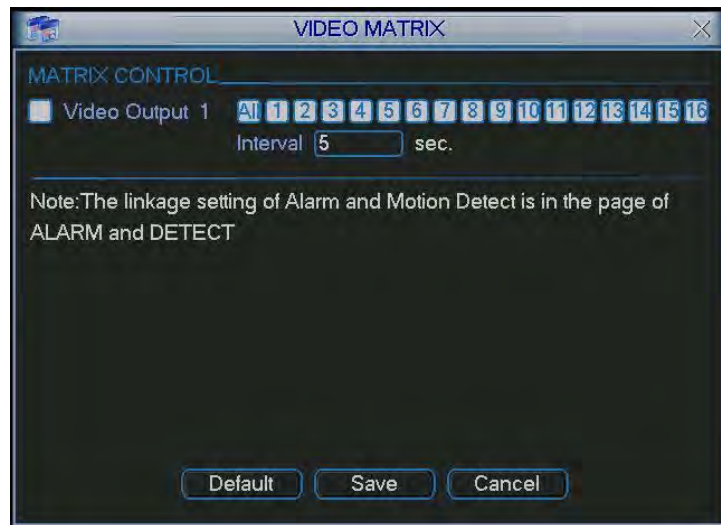 VIDEO MATRIX
MATRIX CONTROL
Video Output 1 All 1 2 3 4 5 6 7 8 9 10 11 12 13 14 15 16
Interval 5 sec.
Note:The linkage setting of Alarm and Motion Detect is in the page of
ALARM and DETECT
Default Save Cancel